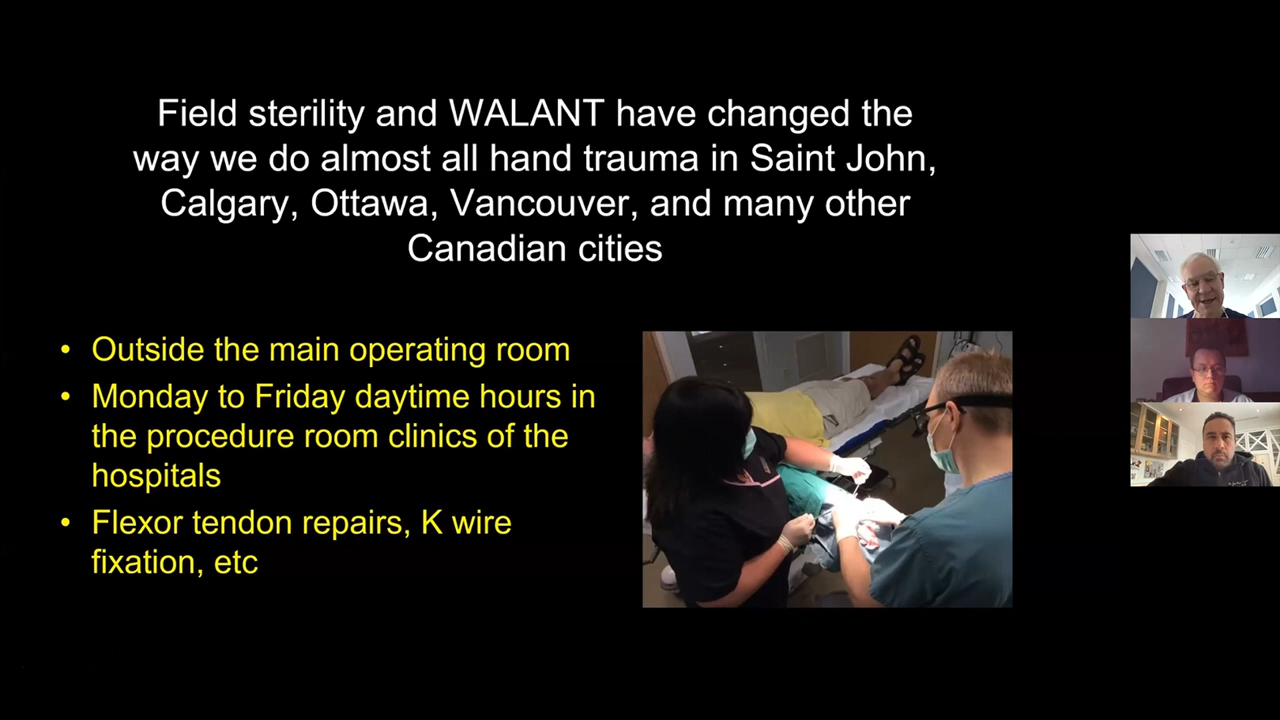 Field sterility and WALANT have changed the
way we do almost all hand trauma in Saint John,
Calgary, Ottawa, Vancouver, and many other
Canadian cities
• Outside the main operating room
• Monday to Friday daytime hours in
the procedure room clinics of the
hospitals
• Flexor tendon repairs, K wire
fixation, etc